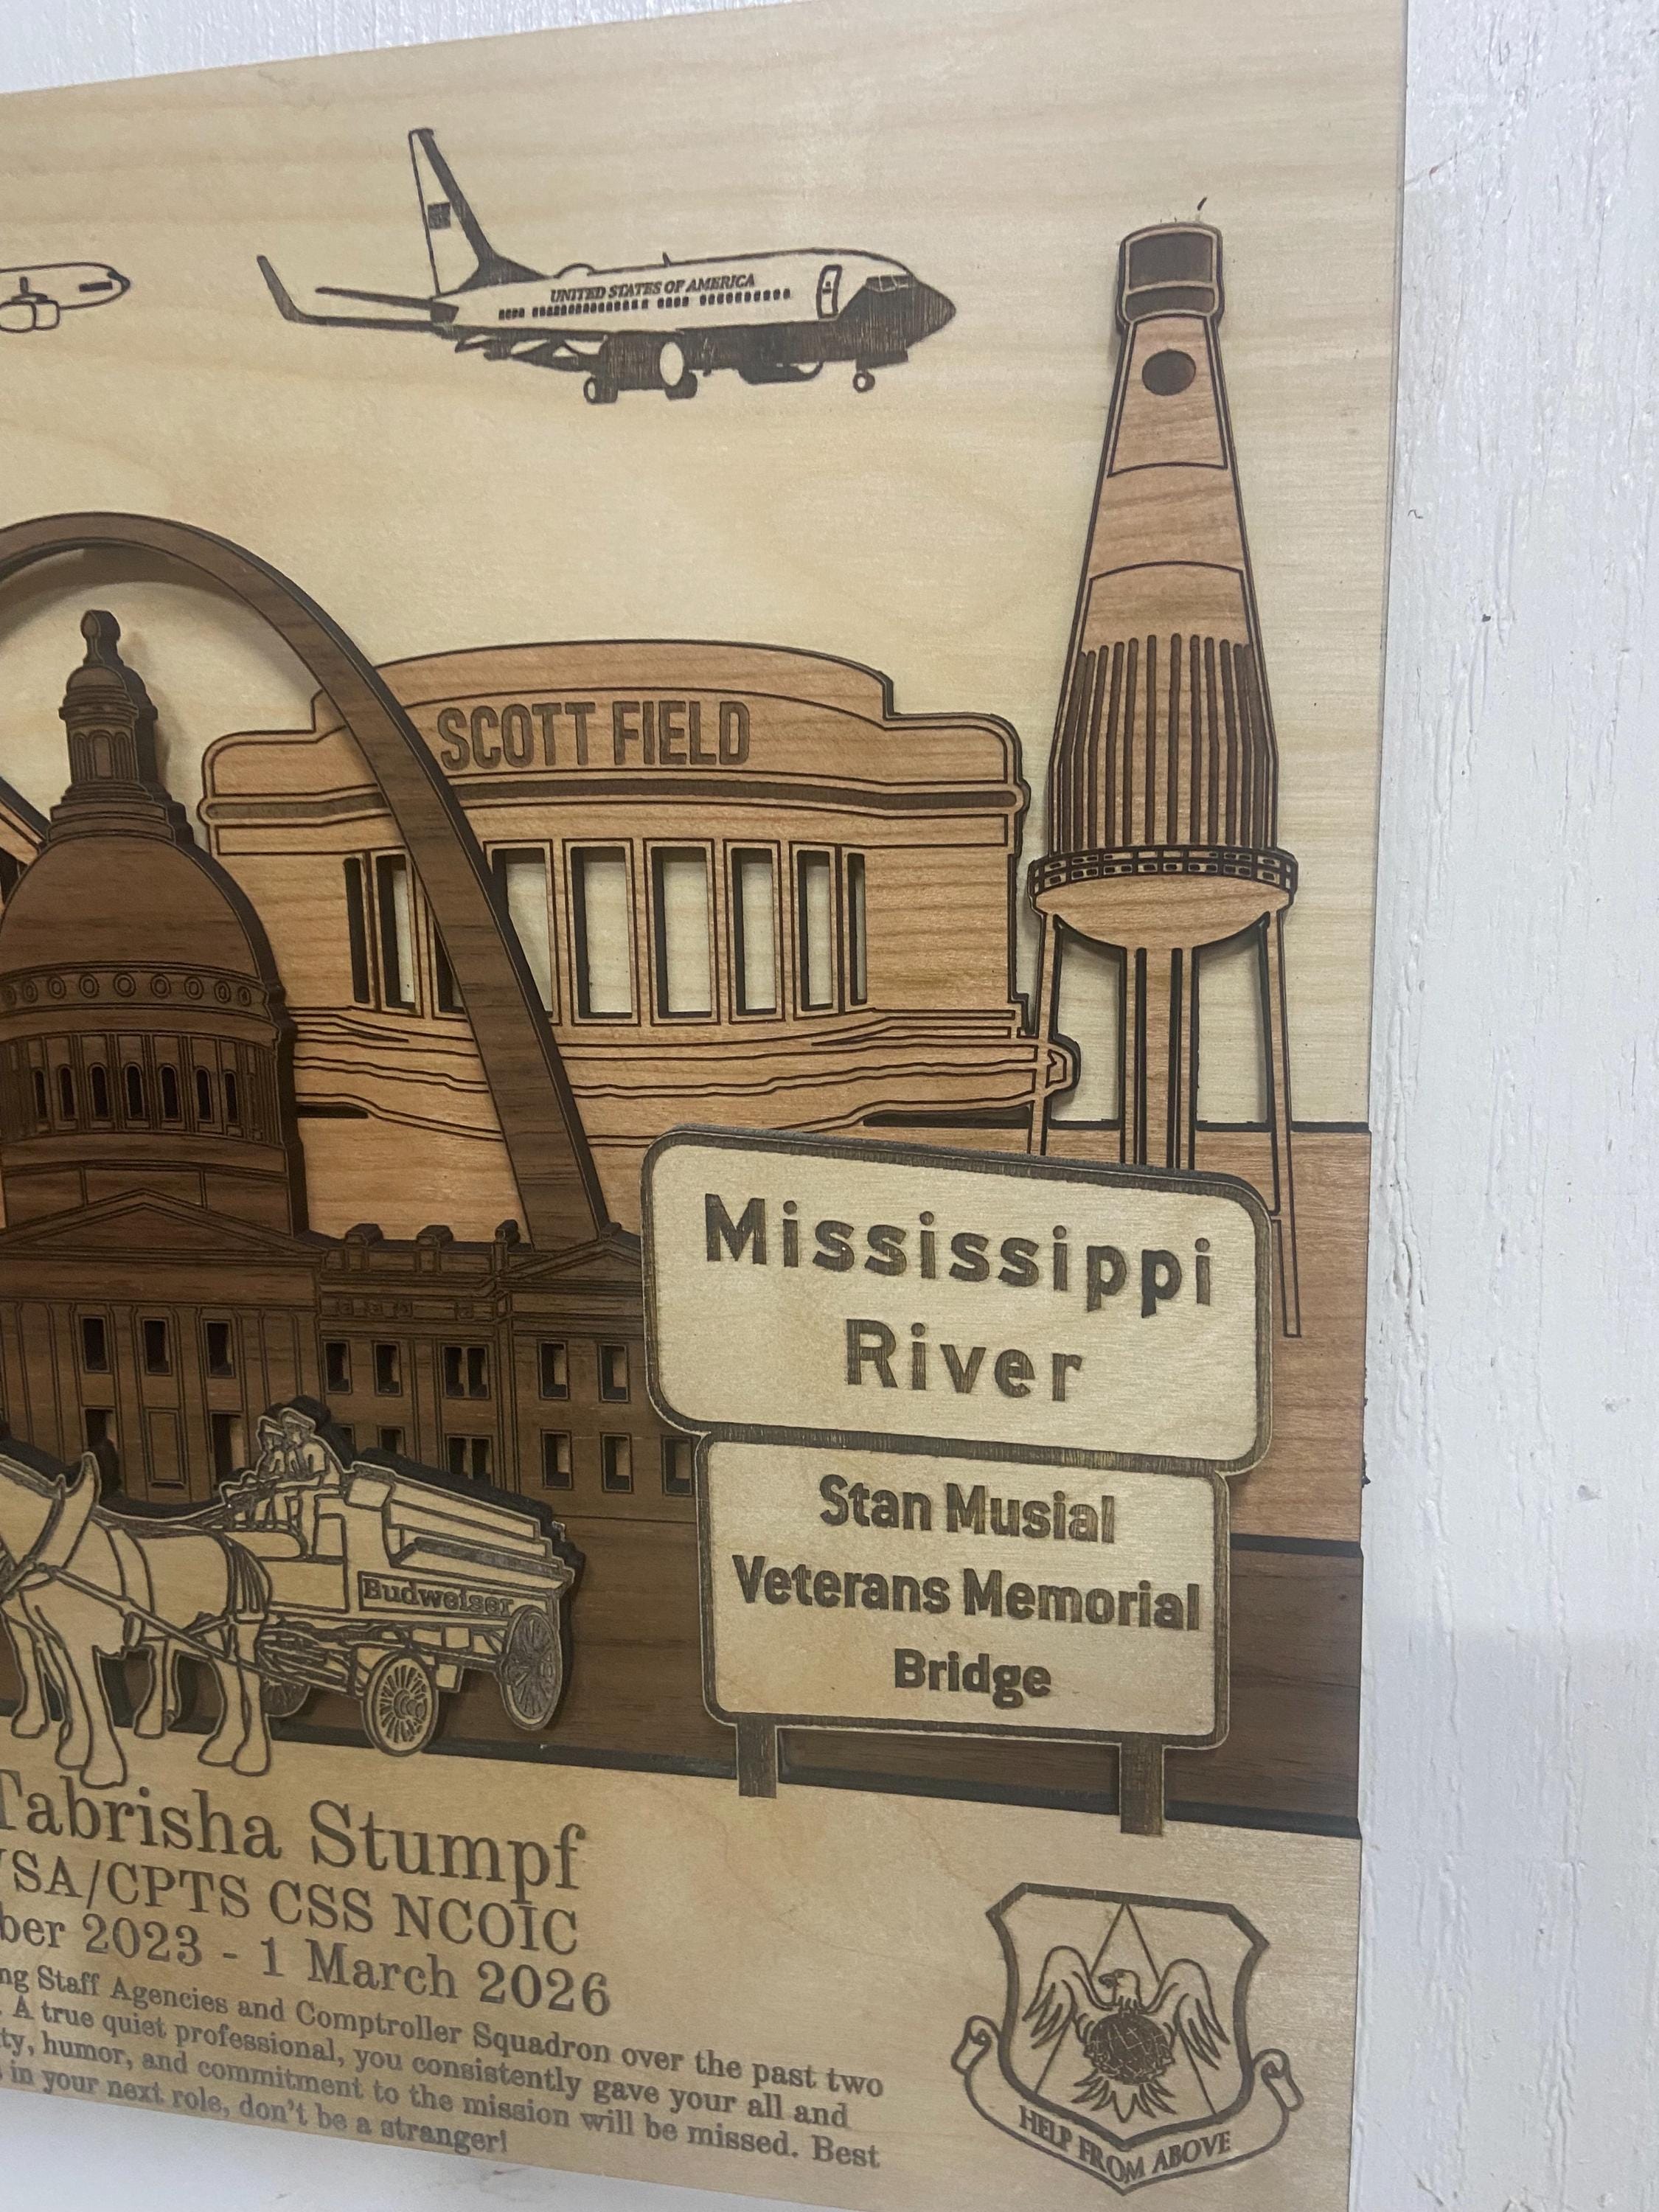 UNITED STATES OF AMERICA
SCOTT FIELD
Mississippi
River
Stan Musial
Veterans Memorial
Bridge
Budweiser
Tabrisha Stumpf
SA/CPTS CSS NCOIC
2023 - 1 March 2026
Staff Agencies and Comptroller Squadron over the past two
A true quiet professional, you consistently gave your all and
humor, and commitment to the mission will be missed. Best
in your next role, don't be a stranger!
HELP FROM ABOVE